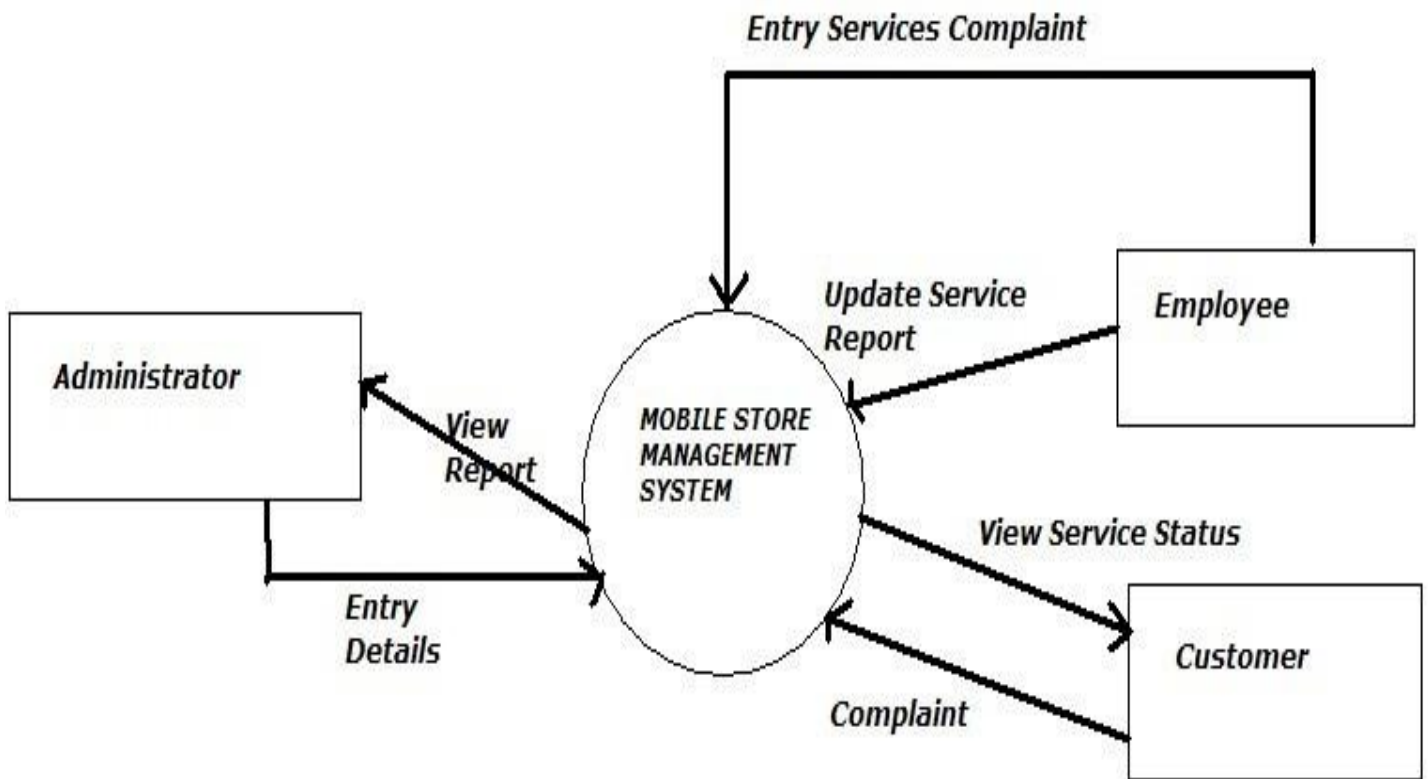 Entry Services Complaint
Update Service
Report
Employee
Administrator
View
Report
MOBILE STORE
MANAGEMENT
SYSTEM
View Service Status
Entry
Details
Customer
Complaint